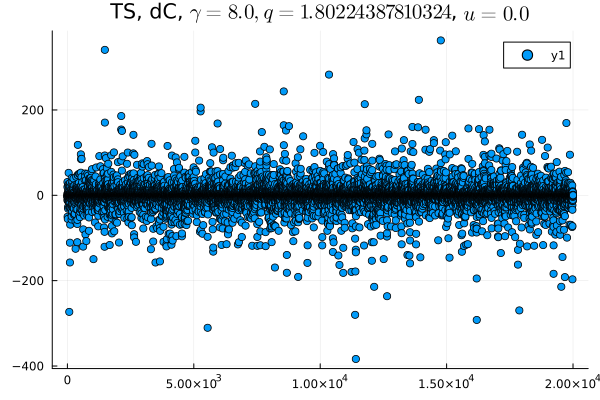 TS, dC, γ = 8.0, q = 1.80224387810324, u = 0.0
y1
200
0
−200
−400
0 5.00×10³ 1.00×10⁴ 1.50×10⁴ 2.00×10⁴